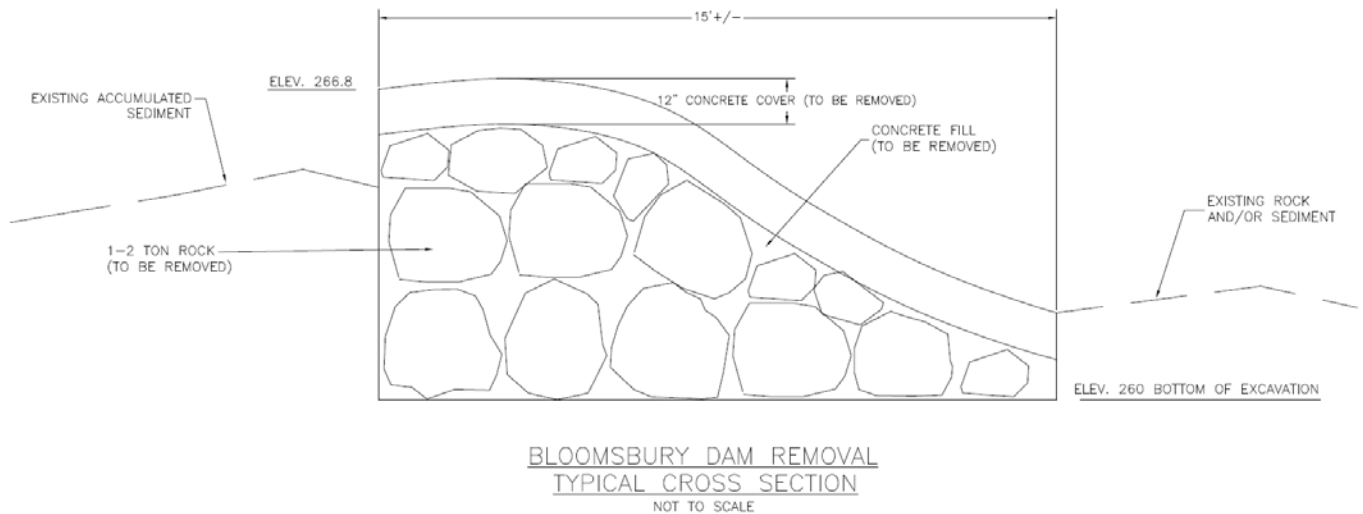 15'+/-
ELEV. 266.8
EXISTING ACCUMULATED
SEDIMENT
12" CONCRETE COVER (TO BE REMOVED)
CONCRETE FILL
(TO BE REMOVED)
EXISTING ROCK
AND/OR SEDIMENT
1-2 TON ROCK
(TO BE REMOVED)
ELEV. 260 BOTTOM OF EXCAVATION
BLOOMSBURY DAM REMOVAL
TYPICAL CROSS SECTION
NOT TO SCALE